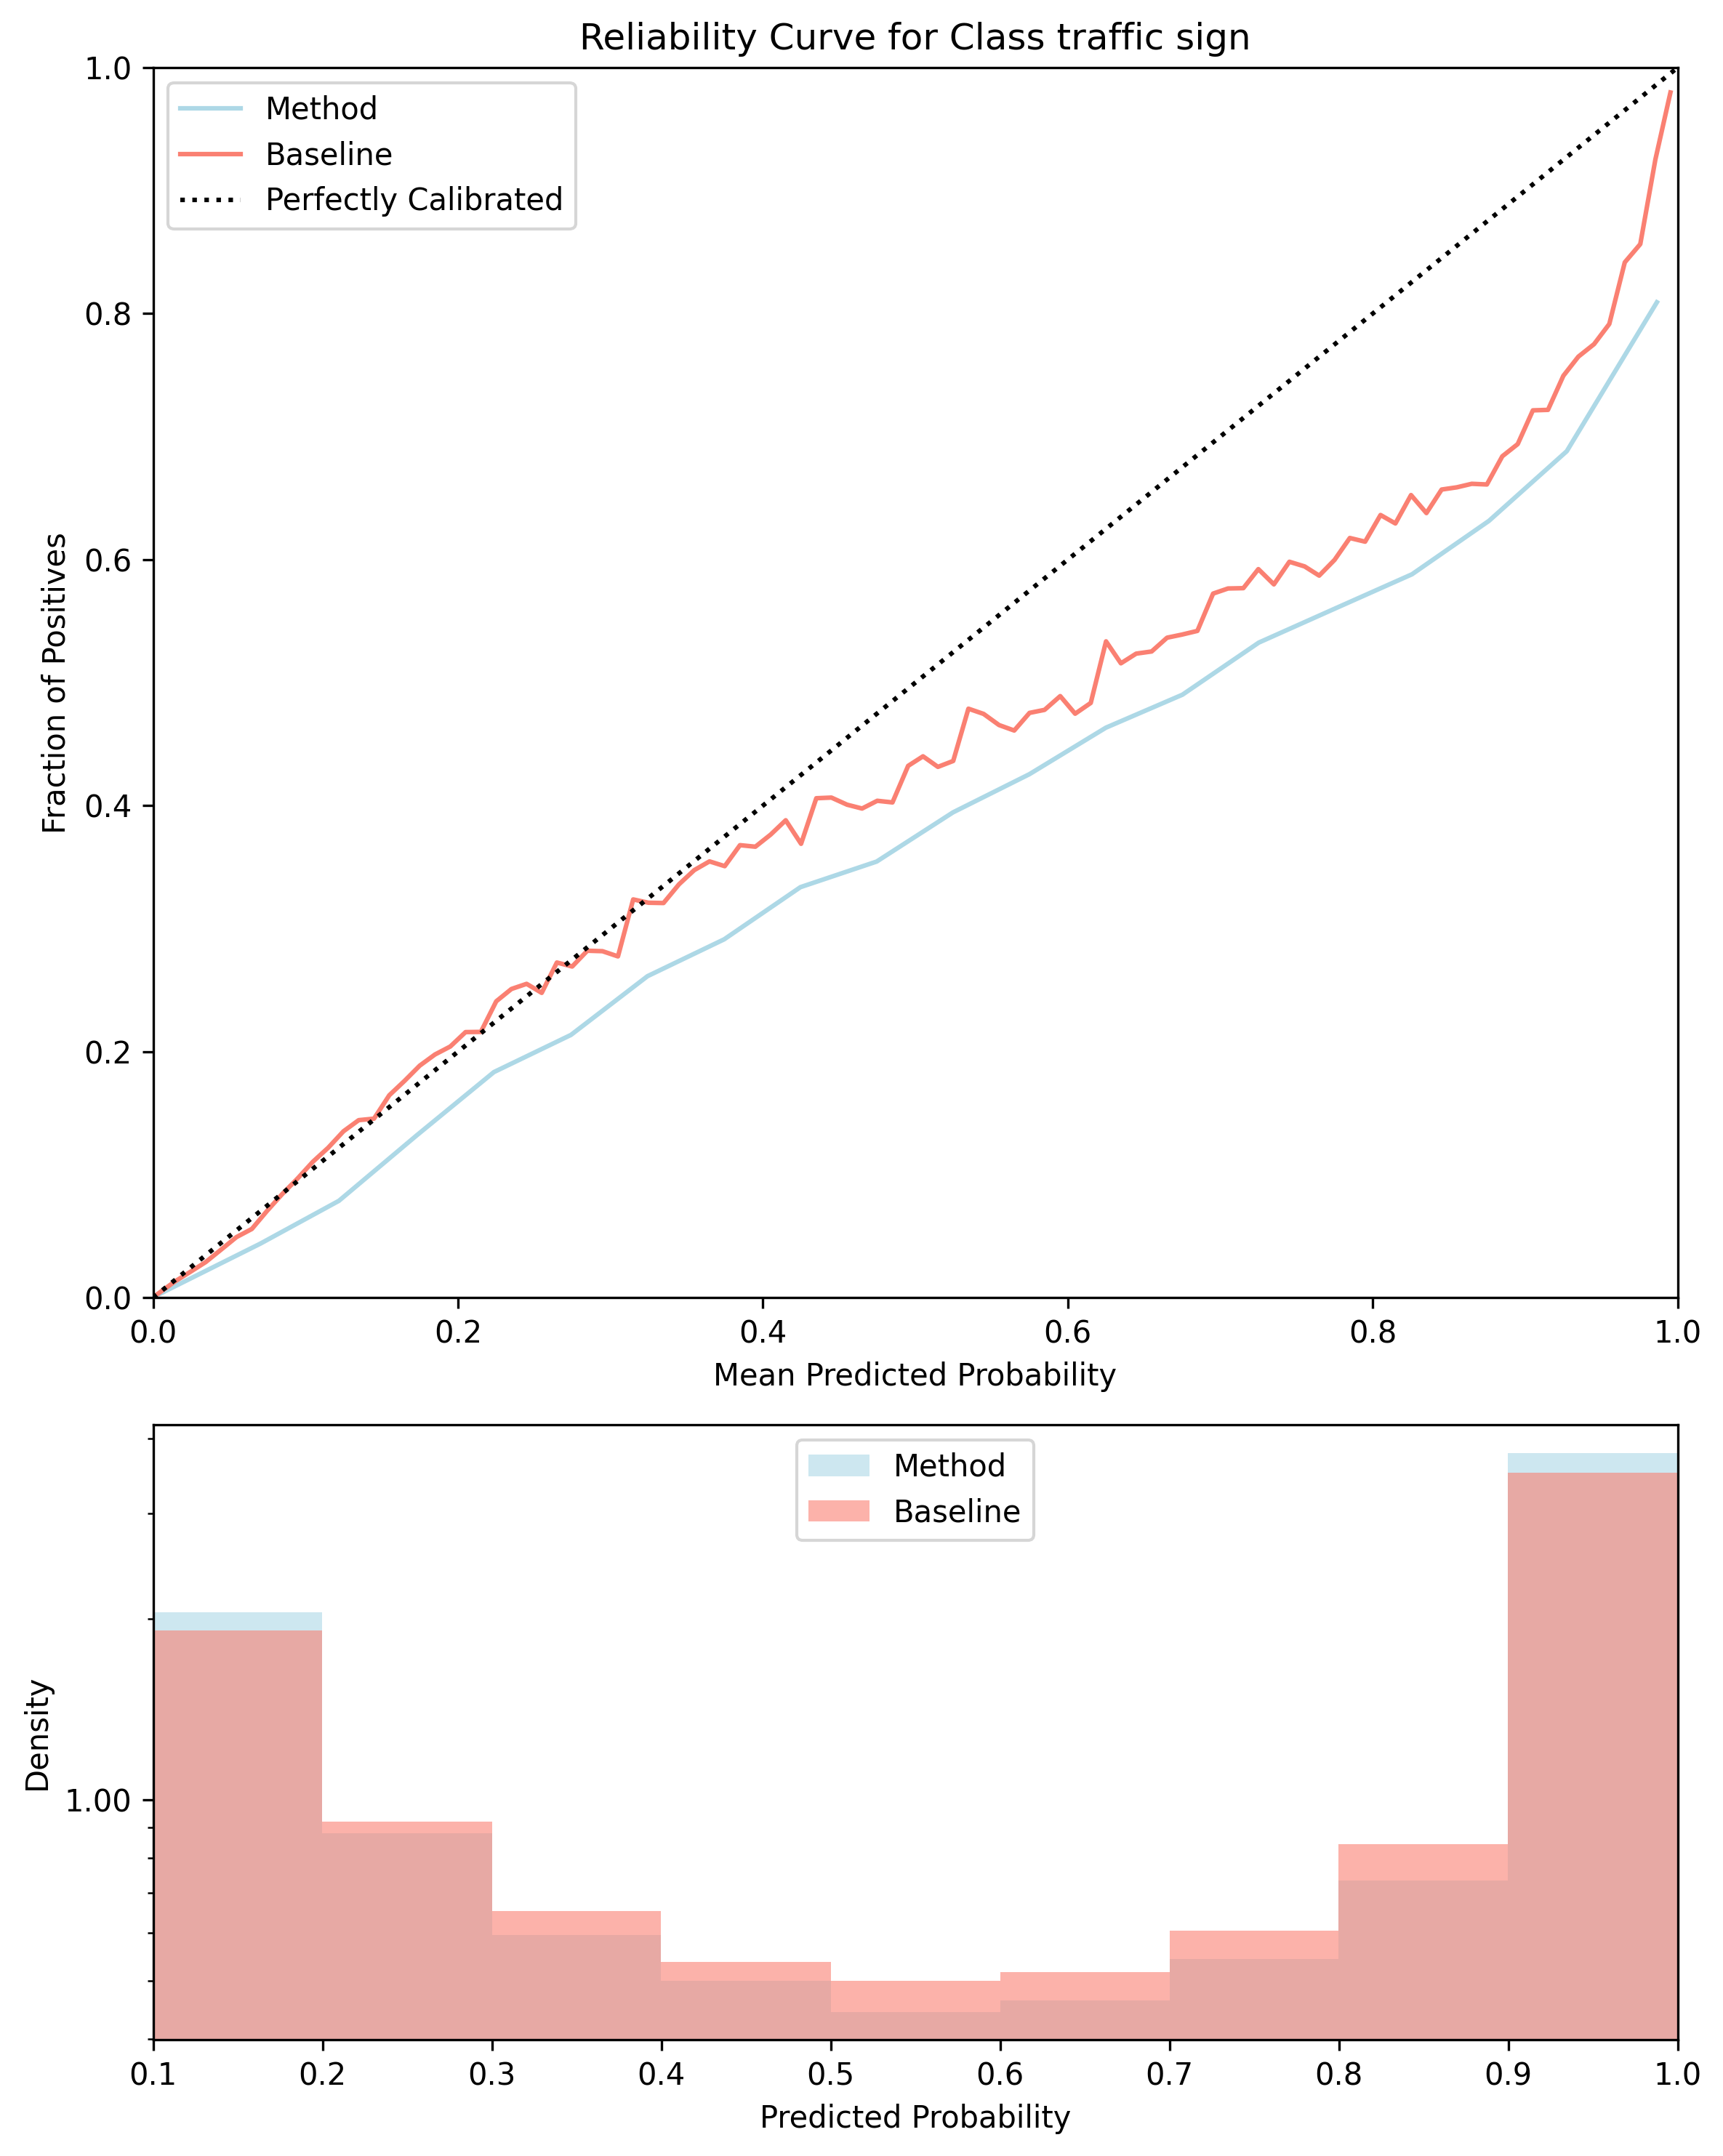 Reliability Curve for Class traffic sign
1.0
0.8
0.6
0.4
0.2
0.0
Fraction of Positives
Method
Baseline
Perfectly Calibrated
0.0 0.2 0.4 0.6 0.8 1.0
Mean Predicted Probability
Method
Baseline
Density
1.00
0.1 0.2 0.3 0.4 0.5 0.6 0.7 0.8 0.9 1.0
Predicted Probability